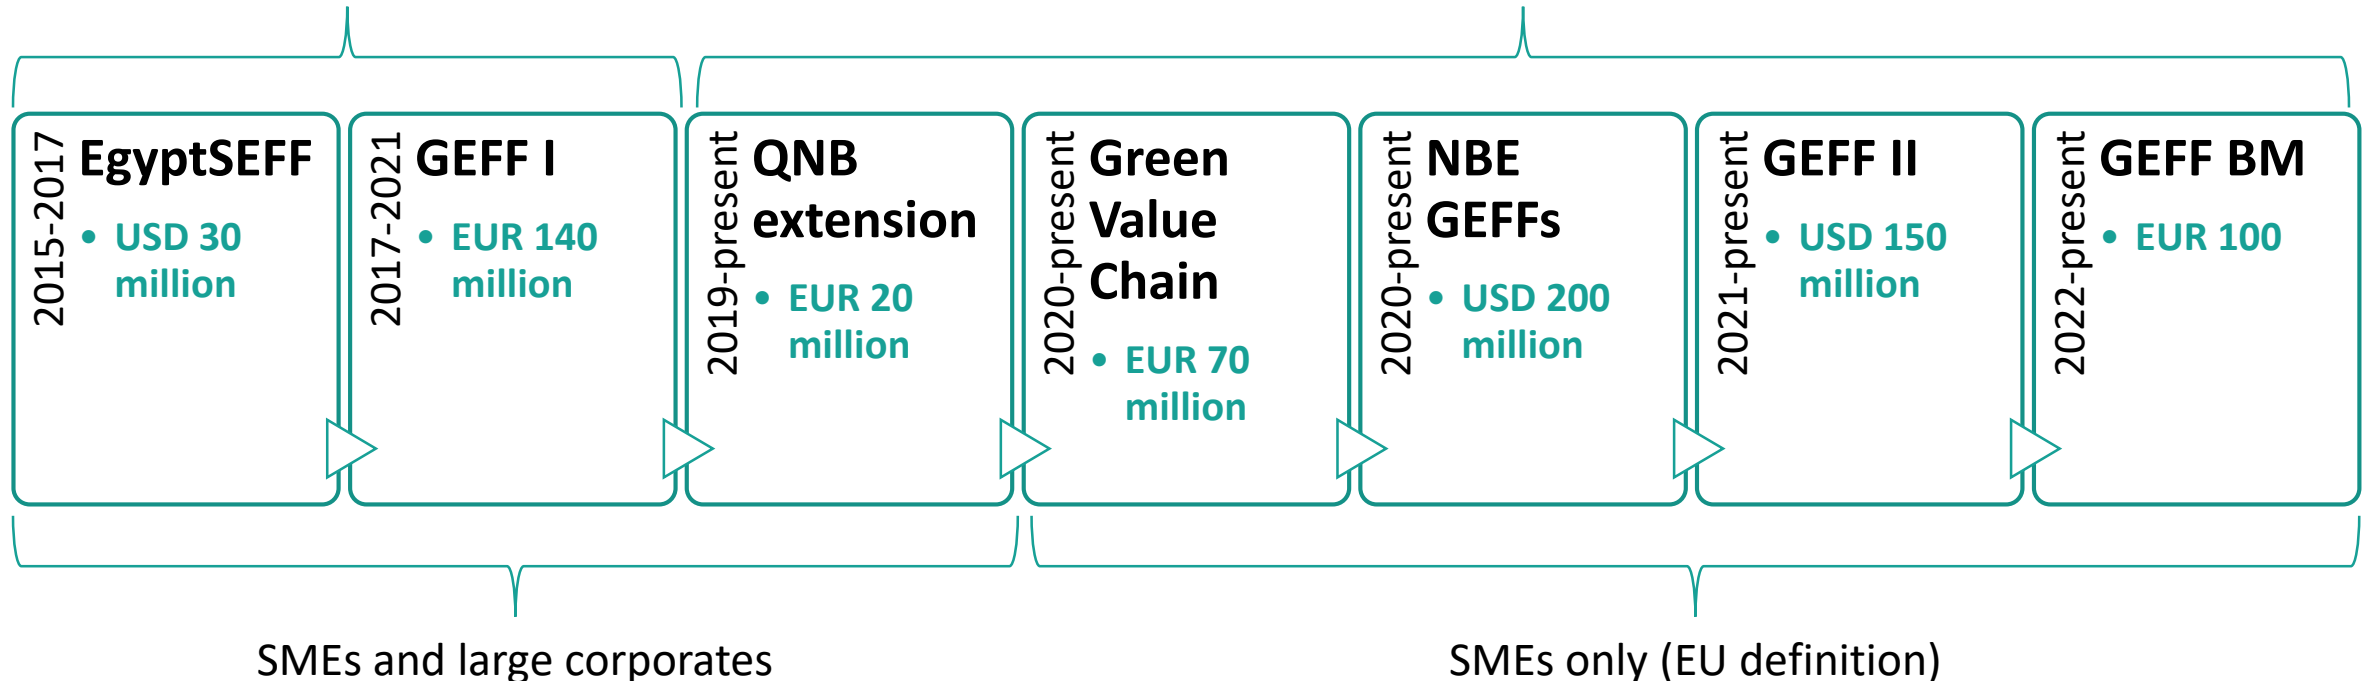 2015-2017
EgyptSEFF
• USD 30
million
2017-2021
GEFF I
• EUR 140
million
2019-present
QNB
extension
• EUR 20
million
2020-present
Green
Value
Chain
• EUR 70
million
2020-present
NBE
GEFFs
• USD 200
million
2021-present
GEFF II
• USD 150
million
2022-present
GEFF BM
• EUR 100
SMEs and large corporates
SMEs only (EU definition)